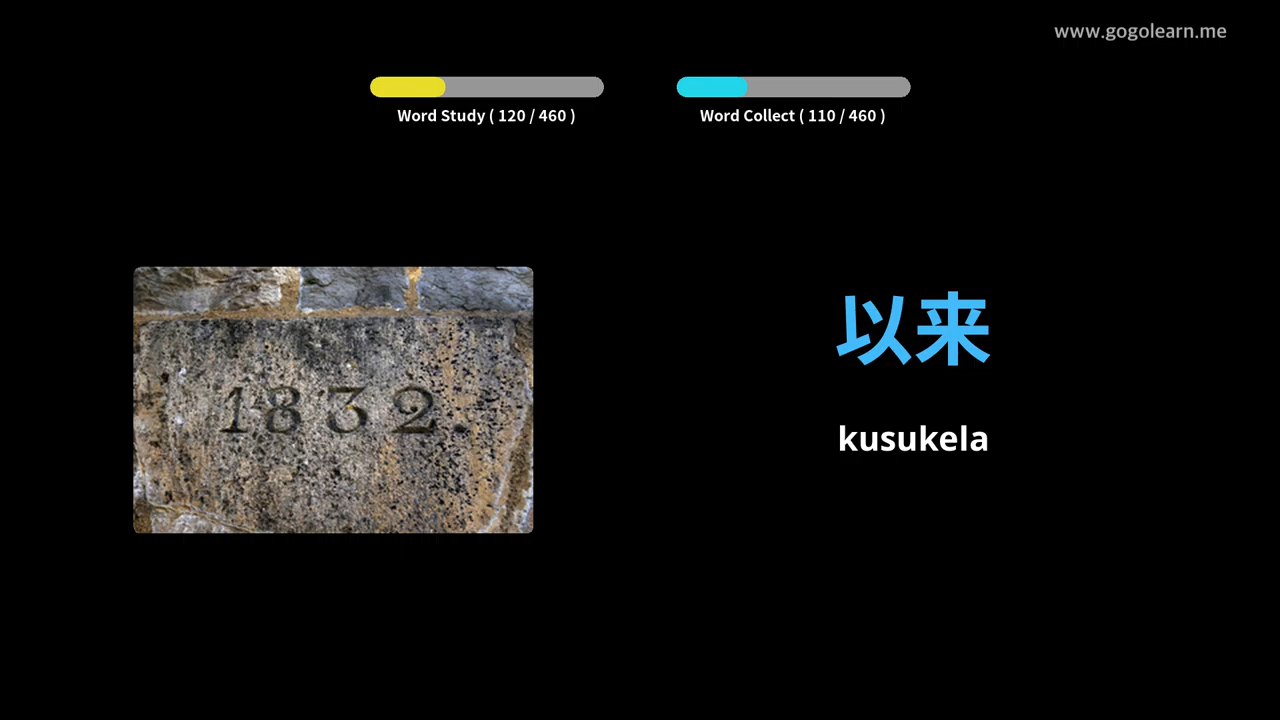 www.gogolearn.me
Word Study ( 120 / 460 )
Word Collect ( 110 / 460 )
1832.
以来
kusukela